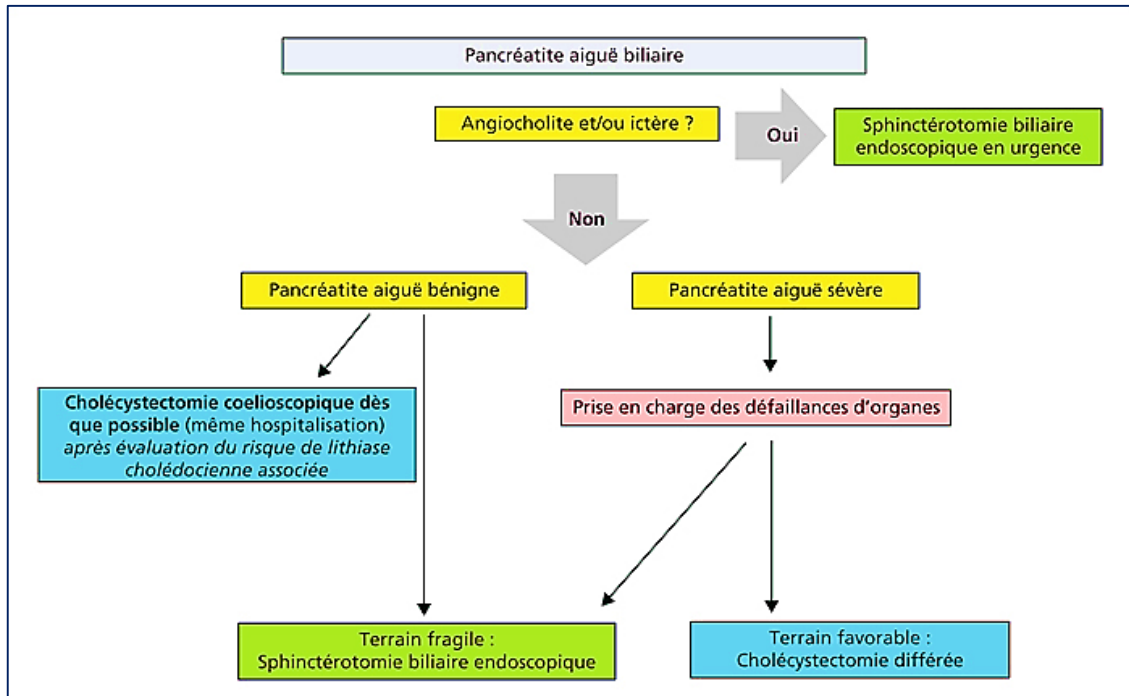 Pancréatite aiguë biliaire
Angiocholite et/ou ictère ?
Oui
Sphinctérotomie biliaire
endoscopique en urgence
Non
Pancréatite aiguë bénigne
Pancréatite aiguë sévère
Cholécystectomie coelioscopique dès
que possible (même hospitalisation)
après évaluation du risque de lithiase
cholédocienne associée
Prise en charge des défaillances d'organes
Terrain fragile :
Sphinctérotomie biliaire endoscopique
Terrain favorable :
Cholécystectomie différée